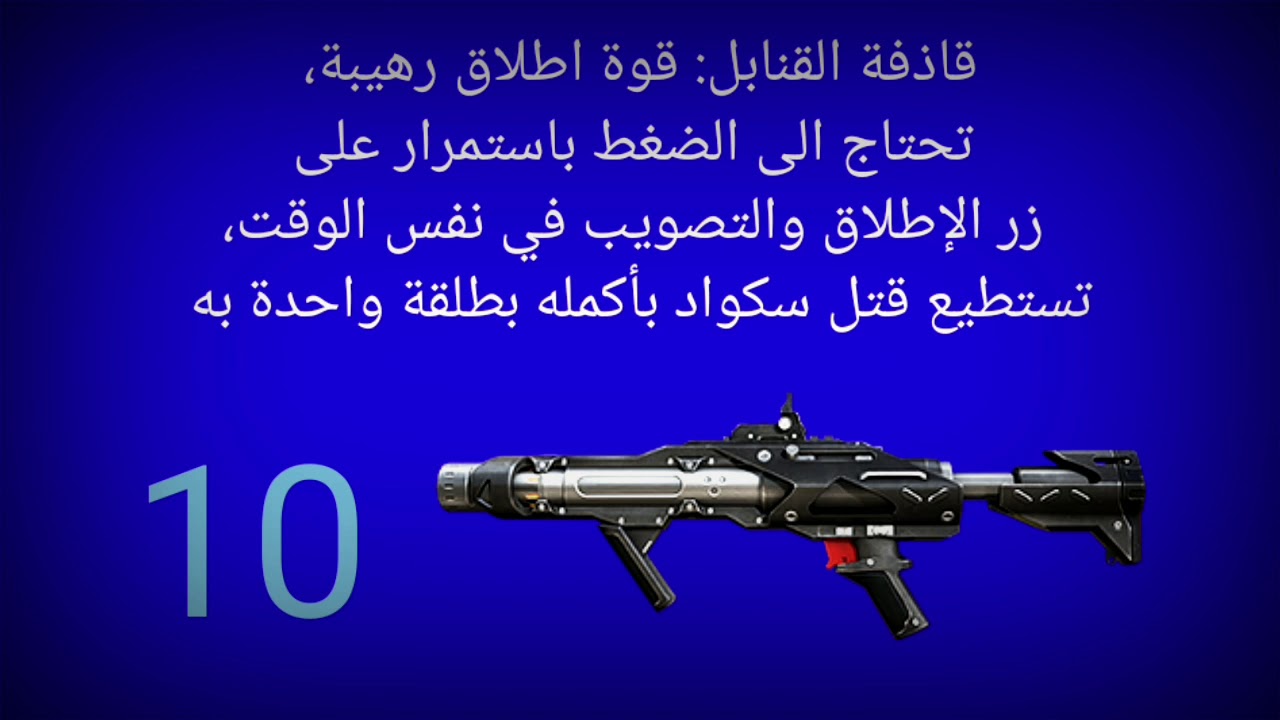 قاذفة القنابل: قوة اطلاق رهيبة،
تحتاج الى الضغط باستمرار على
زر الإطلاق والتصويب في نفس الوقت،
تستطيع قتل سكواد بأكمله بطلقة واحدة به
10